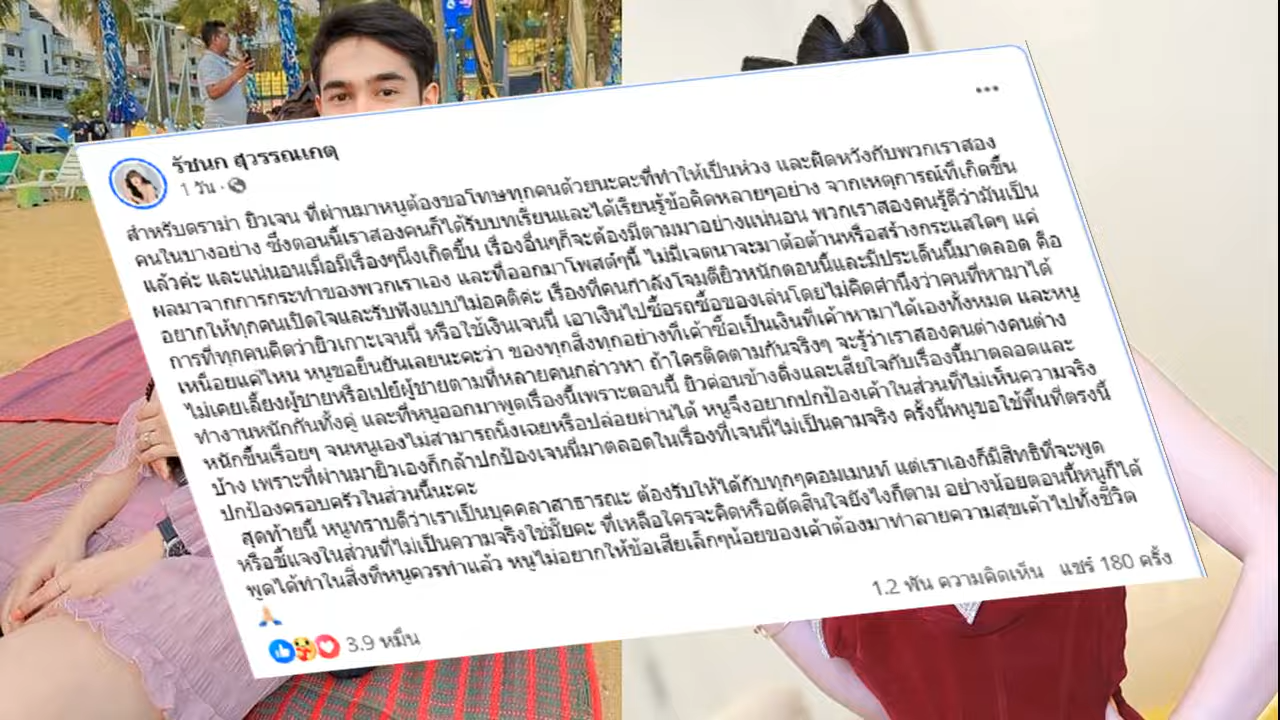 รัชนก สุวรรณเกตุ
1 วัน ·
สำหรับดราม่า ยิวเจน ที่ผ่านมาหนูต้องขอโทษทุกคนด้วยนะคะที่ทำให้เป็นห่วง และผิดหวังกับพวกเราสอง
คนในบางอย่าง ซึ่งตอนนี้เราสองคนก็ได้รับบทเรียนและได้เรียนรู้ข้อคิดหลายๆอย่าง จากเหตุการณ์ที่เกิดขึ้น
แล้วค่ะ และแน่นอนเมื่อมีเรื่องๆนึงเกิดขึ้น เรื่องอื่นๆก็จะต้องมีตามมาอย่างแน่นอน พวกเราสองคนรู้ดีว่ามันเป็น
ผลมาจากการกระทำของพวกเราเอง และที่ออกมาโพสต์ๆนี้ ไม่มีเจตนาจะมาต่อต้านหรือสร้างกระแสใดๆ แค่
อยากให้ทุกคนเปิดใจและรับฟังแบบไม่อคติค่ะ เรื่องที่คนกำลังโจมตียิวหนักตอนนี้และมีประเด็นนี้มาตลอด คือ
การที่ทุกคนคิดว่ายิวเกาะเจนนี่ หรือใช้เงินเจนนี่ เอาเงินไปซื้อรถซื้อของเล่นโดยไม่คิดคำนึงว่าคนที่หามาได้
เหนื่อยแค่ไหน หนูขอยืนยันเลยนะคะว่า ของทุกสิ่งทุกอย่างที่เค้าซื้อเป็นเงินที่เค้าหามาได้เองทั้งหมด และหนู
ไม่เคยเลี้ยงผู้ชายหรือเปย์ผู้ชายตามที่หลายคนกล่าวหา ถ้าใครติดตามกันจริงๆ จะรู้ว่าเราสองคนต่างคนต่าง
ทำงานหนักกันทั้งคู่ และที่หนูออกมาพูดเรื่องนี้เพราะตอนนี้ ยิวค่อนข้างดิ่งและเสียใจกับเรื่องนี้มาตลอดและ
หนักขึ้นเรื่อยๆ จนหนูเองไม่สามารถนิ่งเฉยหรือปล่อยผ่านได้ หนูจึงอยากปกป้องเค้าในส่วนที่ไม่เห็นความจริง
บ้าง เพราะที่ผ่านมายิวเองก็กล้าปกป้องเจนนี่มาตลอดในเรื่องที่เจนนี่ไม่เป็นตามจริง ครั้งนี้หนูขอใช้พื้นที่ตรงนี้
ปกป้องครอบครัวในส่วนนี้นะคะ
สุดท้ายนี้ หนูทราบดีว่าเราเป็นบุคคลาสาธารณะ ต้องรับให้ได้กับทุกๆคอมเมนท์ แต่เราเองก็มีสิทธิที่จะพูด
หรือชี้แจงในส่วนที่ไม่เป็นความจริงใช่มั๊ยคะ ที่เหลือใครจะคิดหรือตัดสินใจยังไงก็ตาม อย่างน้อยตอนนี้หนูก็ได้
พูดได้ทำในสิ่งที่หนูควรทำแล้ว หนูไม่อยากให้ข้อเสียเล็กๆน้อยของเค้าต้องมาทำลายความสุขเค้าไปทั้งชีวิต
🙏
3.9 หมื่น
1.2 พัน ความคิดเห็น แชร์ 180 ครั้ง